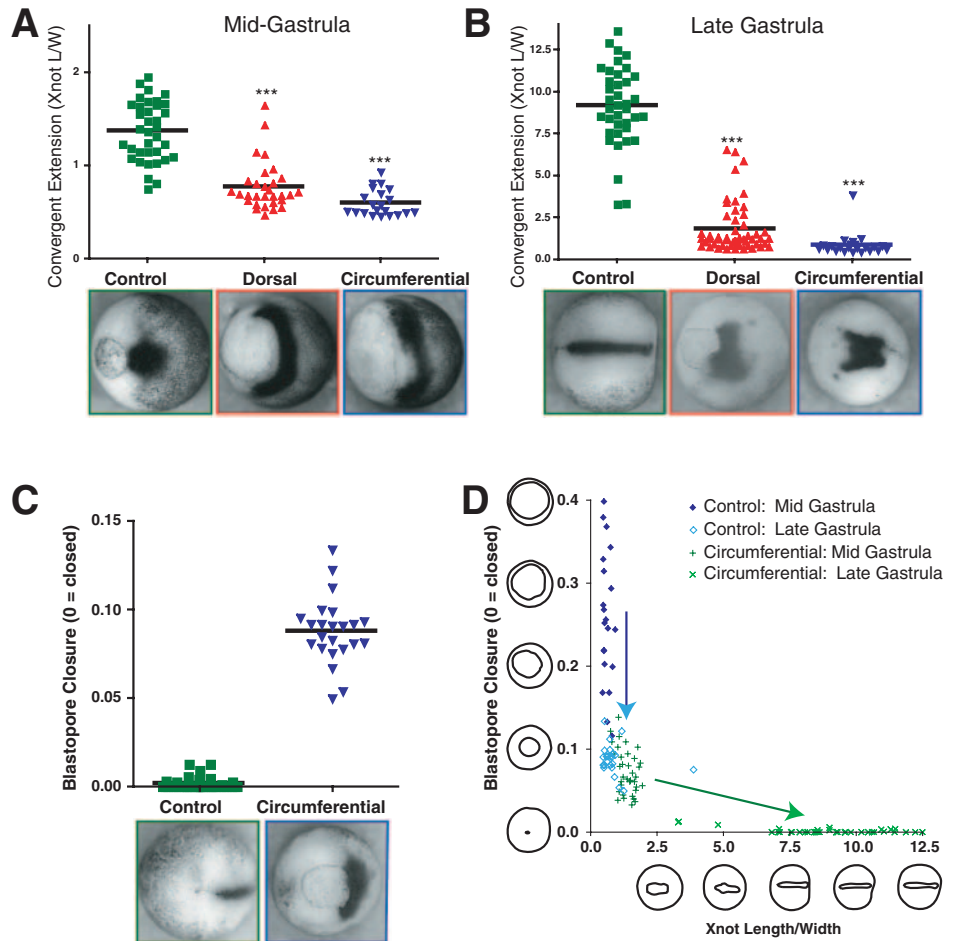 A
Mid-Gastrula
Convergent Extension (Xnot L/W)
2
1
0
***
***
Control
Dorsal
Circumferential
B
Late Gastrula
Convergent Extension (Xnot L/W)
12.5
10.0
7.5
5.0
2.5
0.0
***
***
Control
Dorsal
Circumferential
C
Blastopore Closure (0 = closed)
0.15
0.10
0.05
0.00
Control
Circumferential
D
Blastopore Closure (0 = closed)
0.4
0.3
0.2
0.1
0.0
Control: Mid Gastrula
Control: Late Gastrula
Circumferential: Mid Gastrula
Circumferential: Late Gastrula
0.0
2.5
5.0
7.5
10.0
12.5
Xnot Length/Width